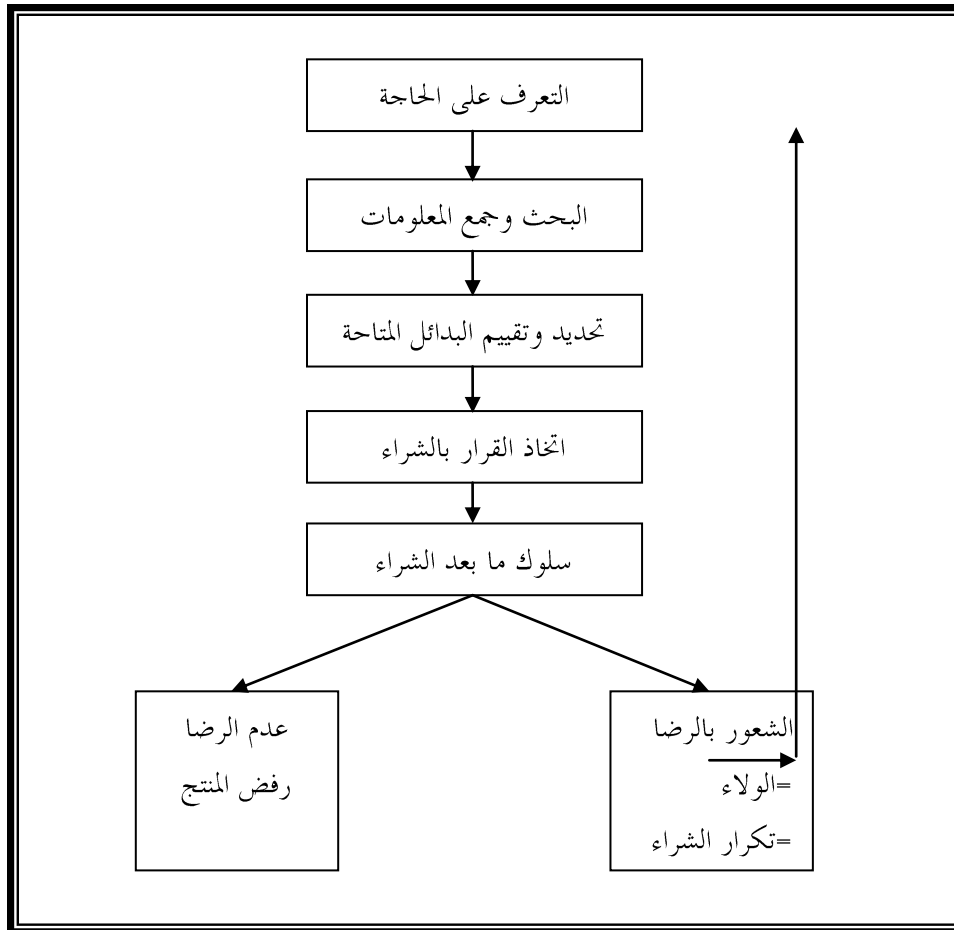 التعرف على الحاجة
البحث وجمع المعلومات
تحديد وتقييم البدائل المتاحة
اتخاذ القرار بالشراء
سلوك ما بعد الشراء
الشعور بالرضا
=الولاء
=تكرار الشراء
عدم الرضا
رفض المنتج